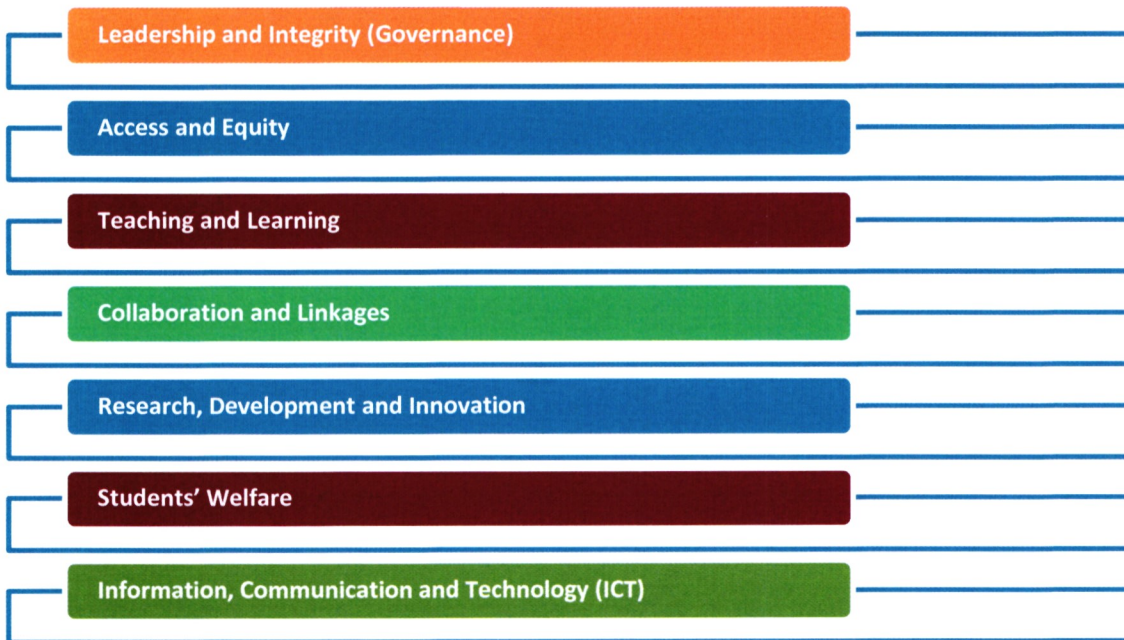 Leadership and Integrity (Governance)
Access and Equity
Teaching and Learning
Collaboration and Linkages
Research, Development and Innovation
Students’ Welfare
Information, Communication and Technology (ICT)